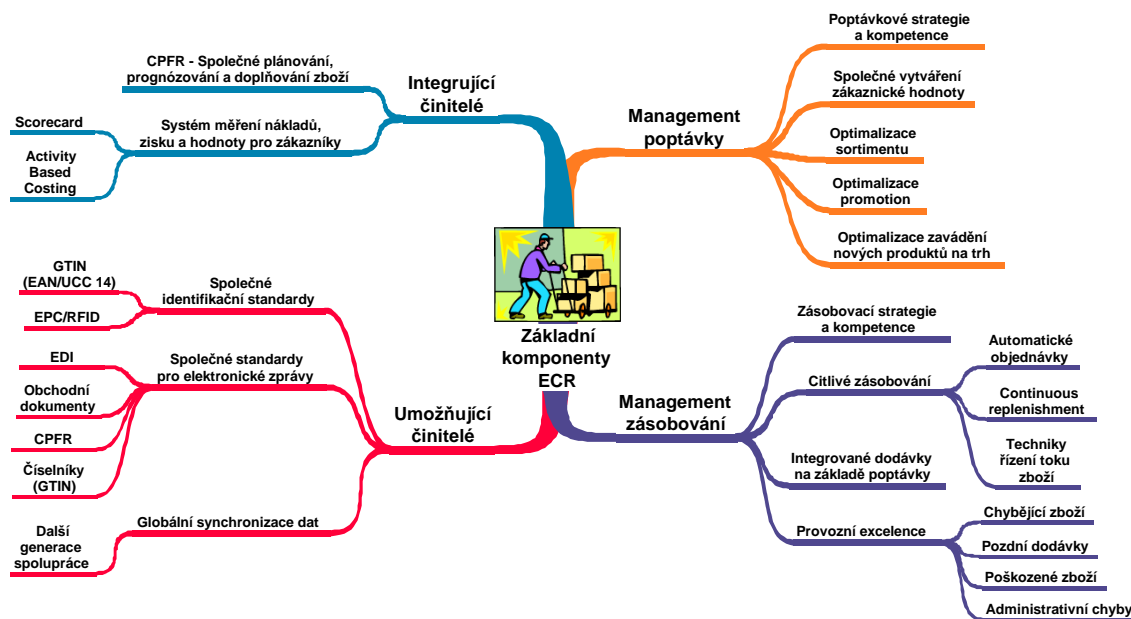 Základní
komponenty
ECR
Management
poptávky
Poptávkové strategie
a kompetence
Společné vytváření
zákaznické hodnoty
Optimalizace
sortimentu
Optimalizace
promotion
Optimalizace zavádění
nových produktů na trh
Management
zásobování
Zásobovací strategie
a kompetence
Citlivé zásobování
Automatické
objednávky
Continuous
replenishment
Techniky
řízení toku
zboží
Integrované dodávky
na základě poptávky
Provozní excelence
Chybějící zboží
Pozdní dodávky
Poškozené zboží
Administrativní chyby
Integrující
činitelé
CPFR - Společné plánování,
prognózování a doplňování zboží
Systém měření nákladů,
zisku a hodnoty pro zákazníky
Scorecard
Activity
Based
Costing
Umožňující
činitelé
Společné
identifikační standardy
GTIN
(EAN/UCC 14)
EPC/RFID
Společné standardy
pro elektronické zprávy
EDI
Obchodní
dokumenty
CPFR
Číselníky
(GTIN)
Globální synchronizace dat
Další
generace
spolupráce